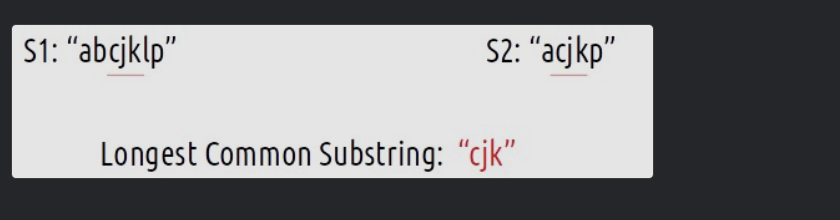 S1: “abcjklp” S2: “acjkp”
Longest Common Substring: “cjk”